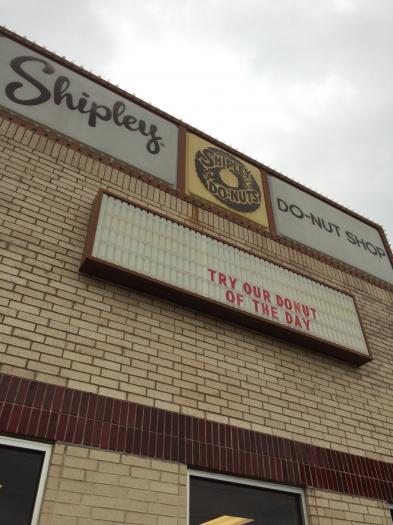 Shipley
SHIPLEY
DO-NUTS
DO-NUT SHOP
TRY OUR DONUT
OF THE DAY